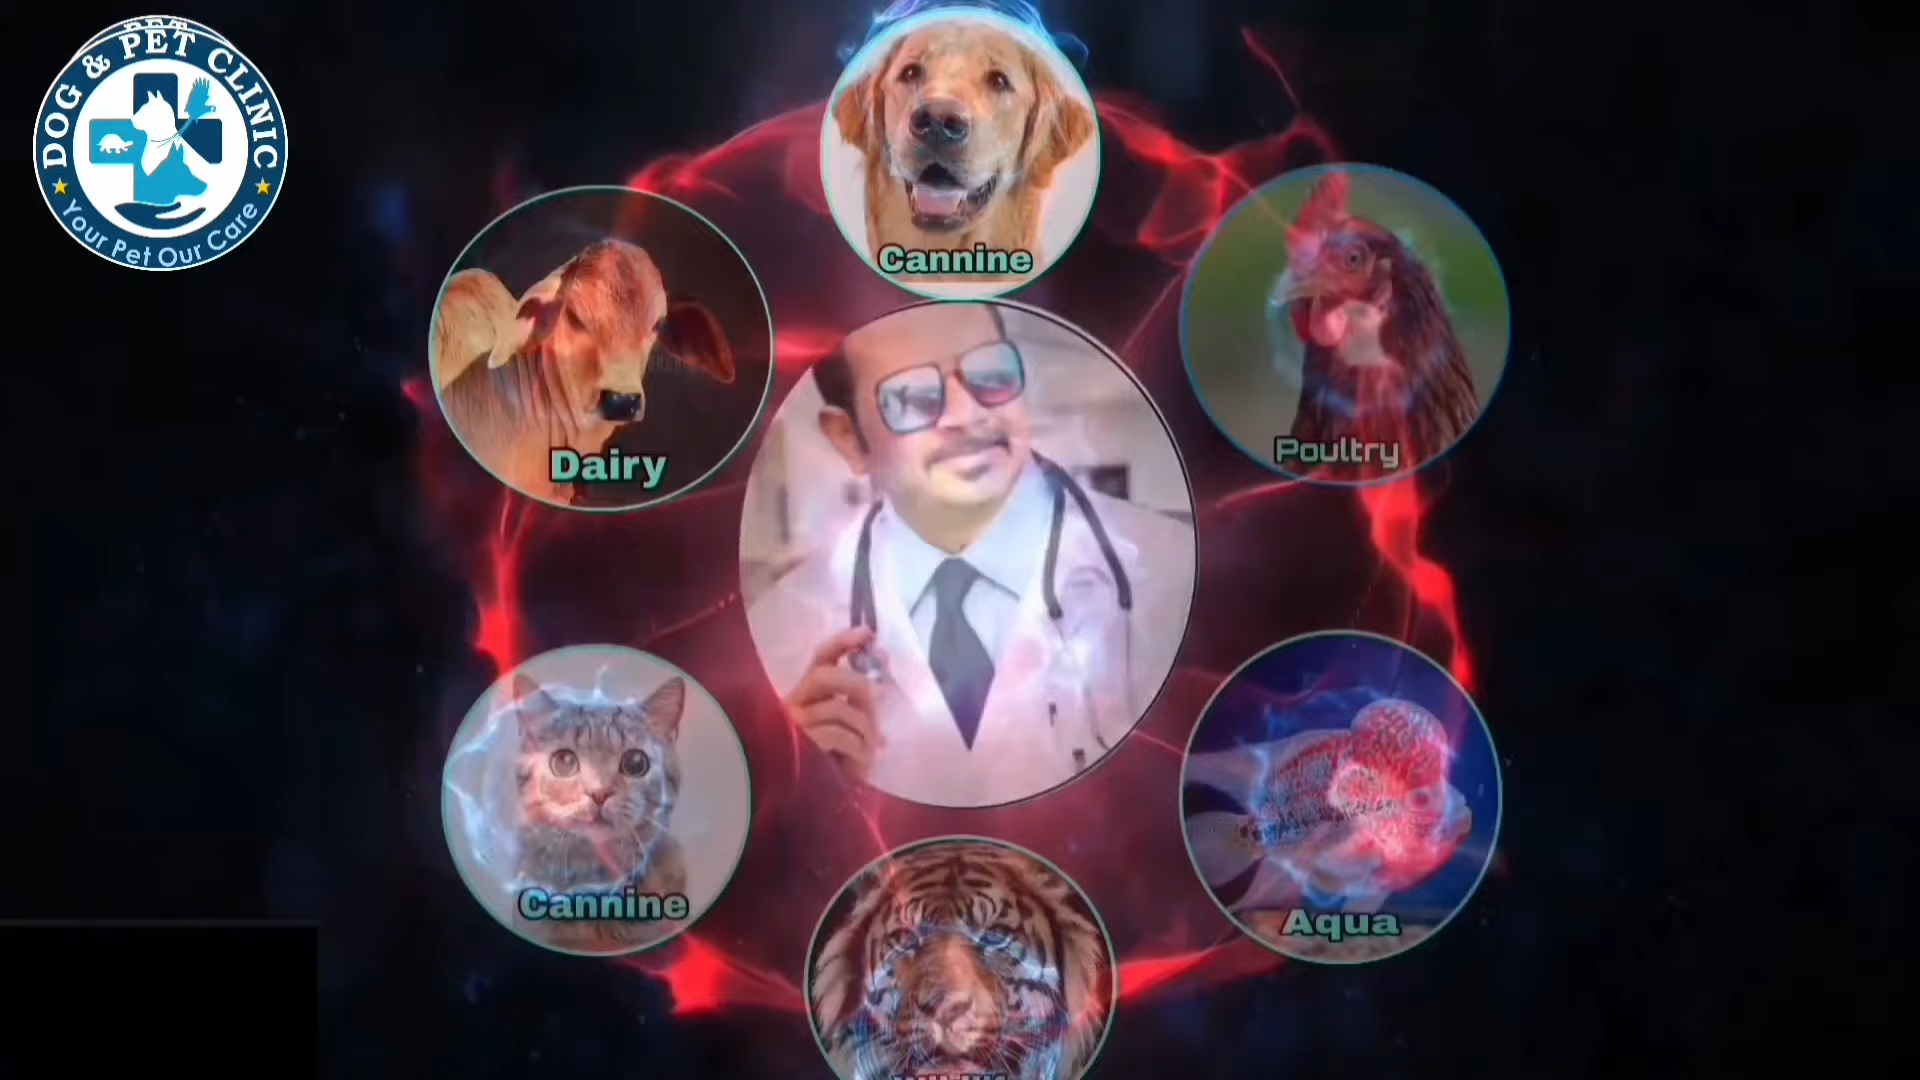 DOG & PET CLINIC
Your Pet Our Care
Cannine
Dairy
Poultry
Cannine
Aqua